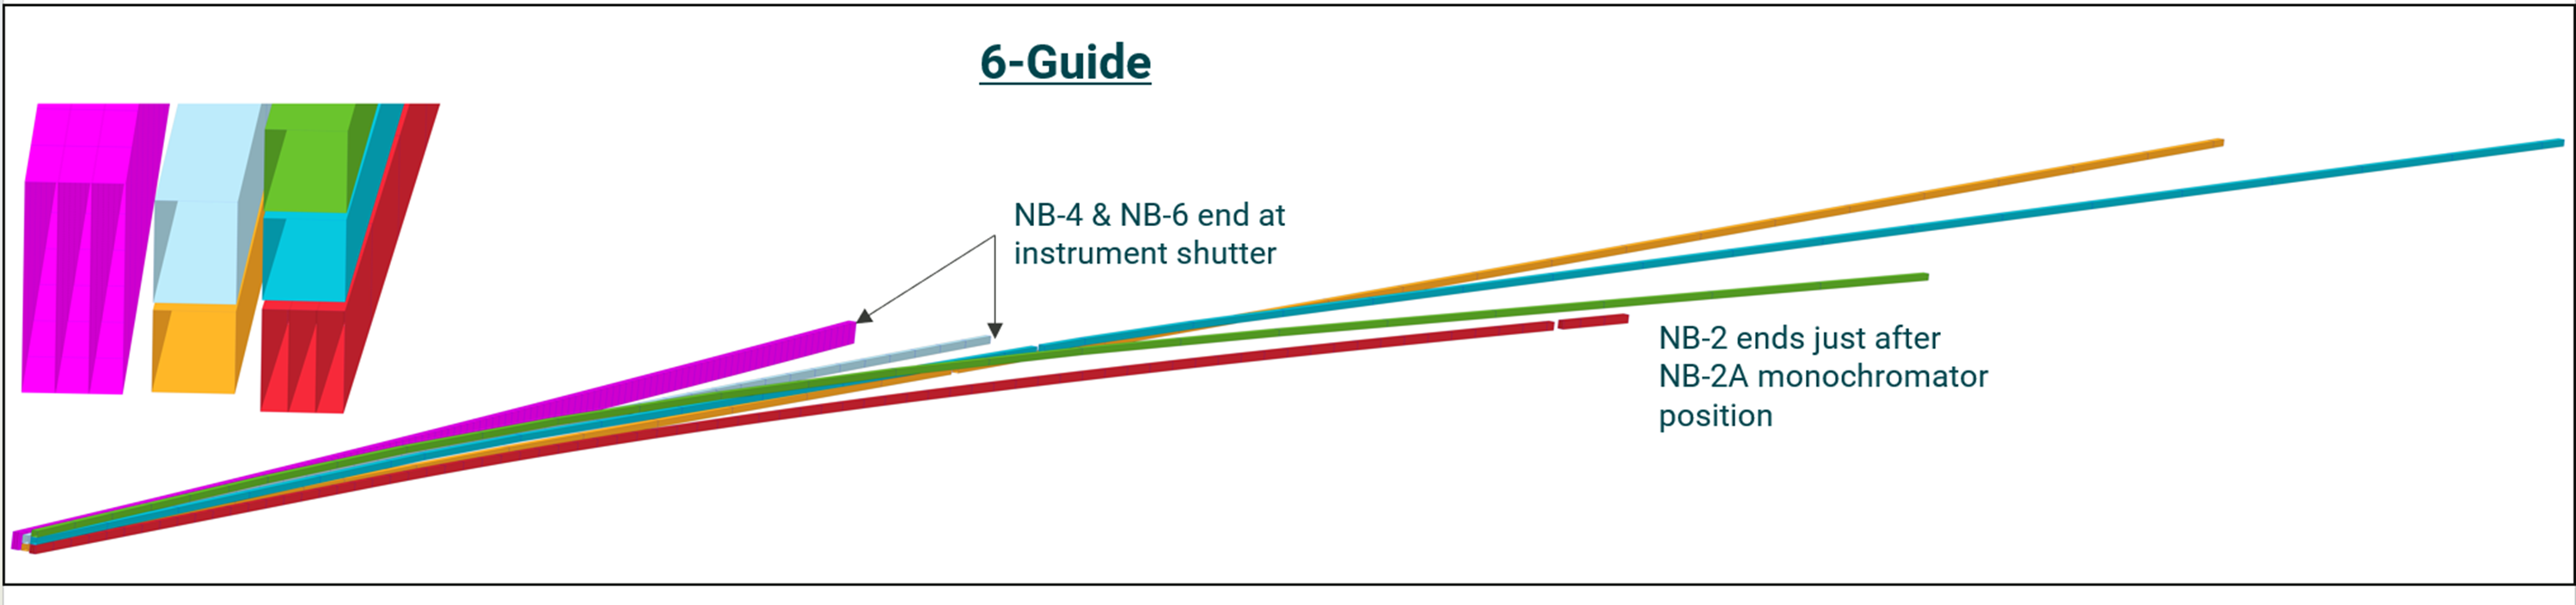 6-Guide
NB-4 & NB-6 end at
instrument shutter
NB-2 ends just after
NB-2A monochromator
position